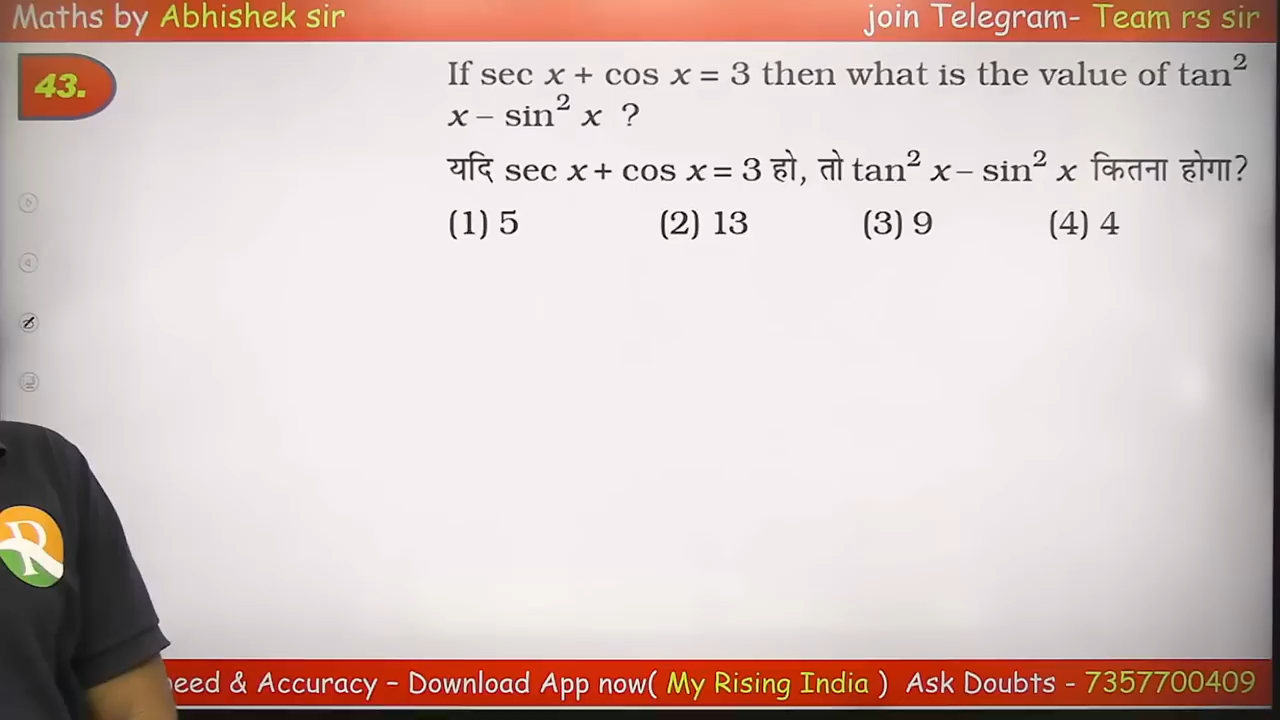 Maths by Abhishek sir
join Telegram- Team rs sir
43.
If sec x + cos x = 3 then what is the value of tan²
x – sin² x ?
यदि sec x + cos x = 3 हो, तो tan² x – sin² x कितना होगा?
(1) 5 (2) 13 (3) 9 (4) 4
R
& Accuracy – Download App now( My Rising India ) Ask Doubts - 7357700409